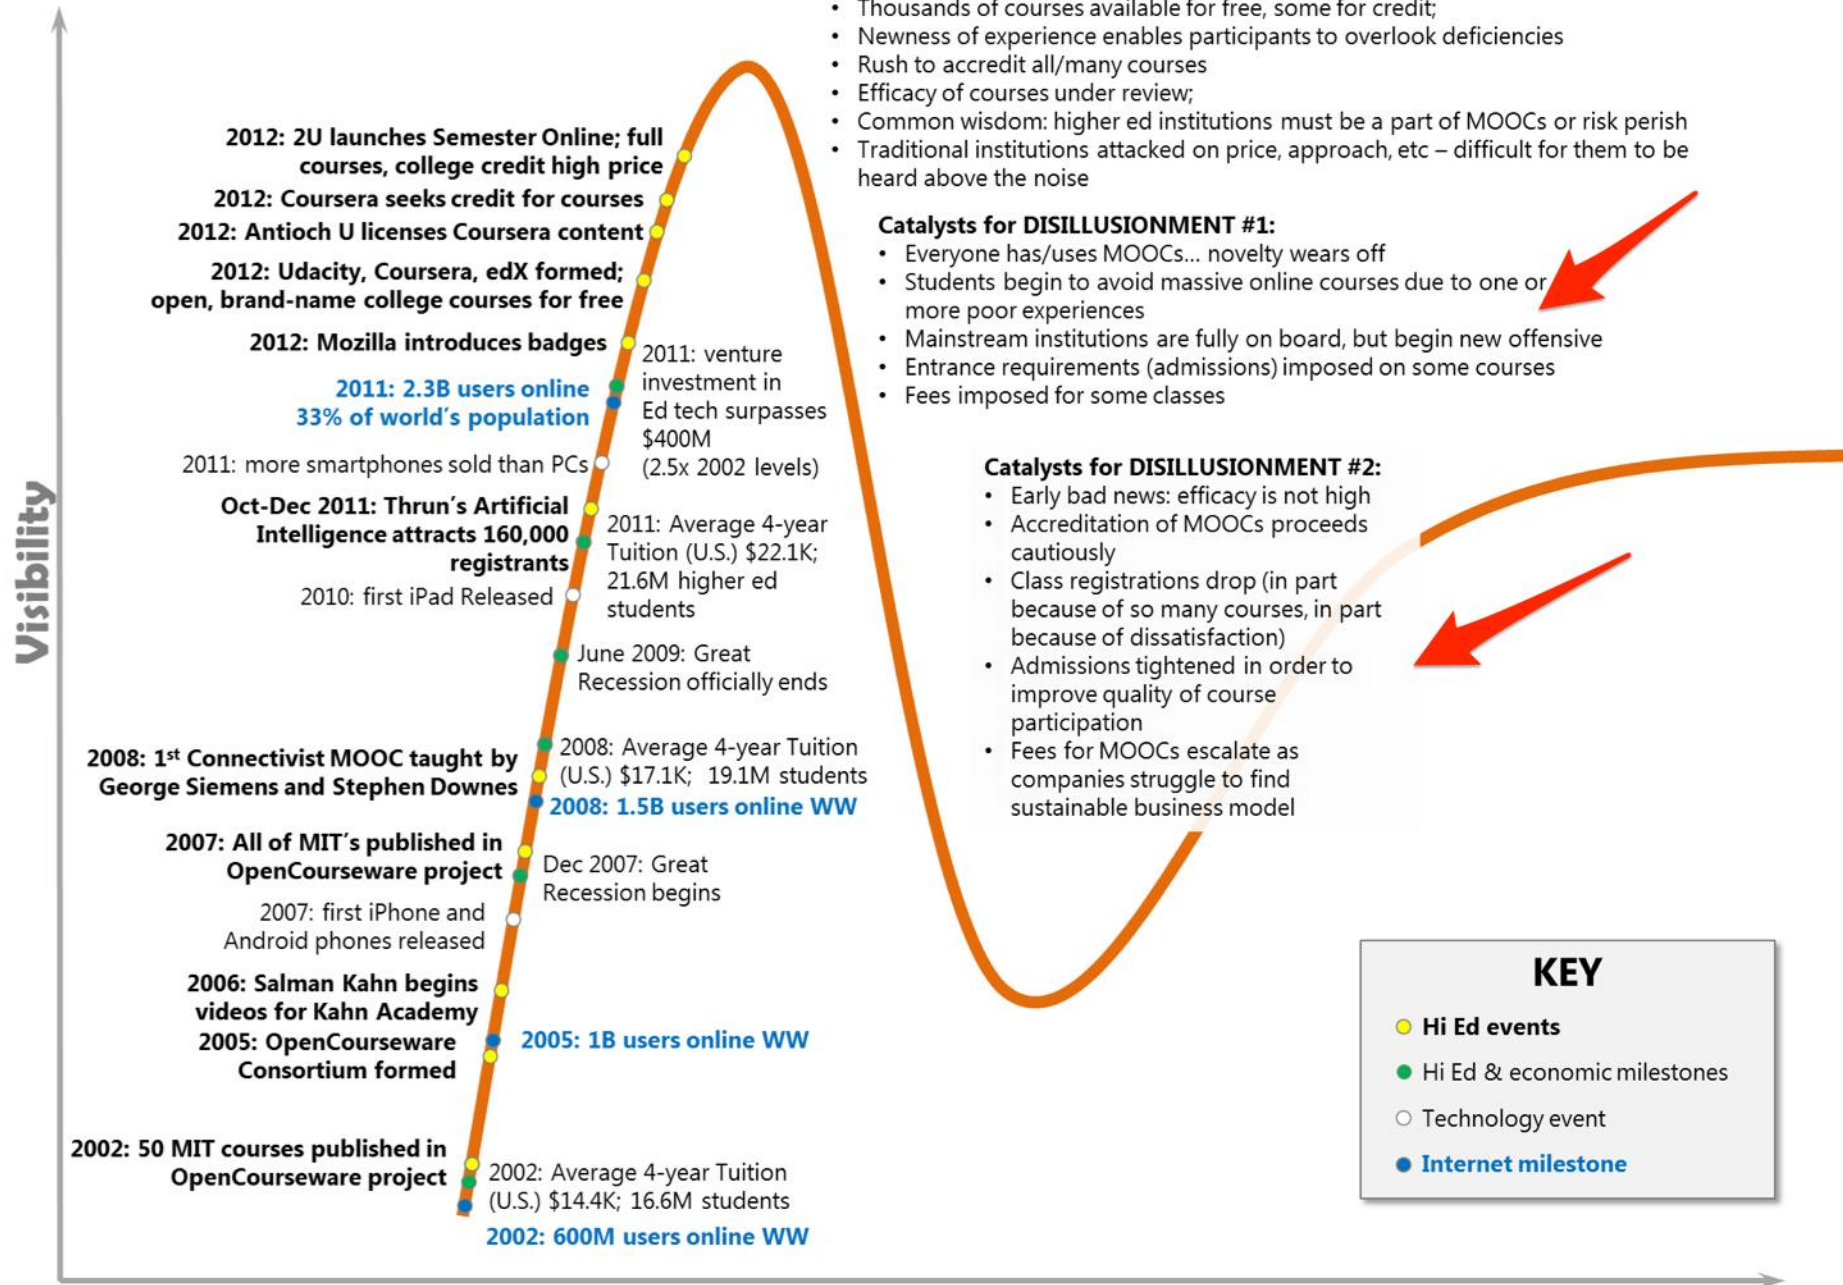 Thousands of courses available for free, some for credit;
• Newness of experience enables participants to overlook deficiencies
• Rush to accredit all/many courses
• Efficacy of courses under review;
• Common wisdom: higher ed institutions must be a part of MOOCs or risk perish
• Traditional institutions attacked on price, approach, etc – difficult for them to be
heard above the noise
Catalysts for DISILLUSIONMENT #1:
• Everyone has/uses MOOCs... novelty wears off
• Students begin to avoid massive online courses due to one or
more poor experiences
• Mainstream institutions are fully on board, but begin new offensive
• Entrance requirements (admissions) imposed on some courses
• Fees imposed for some classes
Catalysts for DISILLUSIONMENT #2:
• Early bad news: efficacy is not high
• Accreditation of MOOCs proceeds
cautiously
• Class registrations drop (in part
because of so many courses, in part
because of dissatisfaction)
• Admissions tightened in order to
improve quality of course
participation
• Fees for MOOCs escalate as
companies struggle to find
sustainable business model
Visibility
2012: 2U launches Semester Online; full
courses, college credit high price
2012: Coursera seeks credit for courses
2012: Antioch U licenses Coursera content
2012: Udacity, Coursera, edX formed;
open, brand-name college courses for free
2012: Mozilla introduces badges
2011: 2.3B users online
33% of world's population
2011: more smartphones sold than PCs
Oct-Dec 2011: Thrun's Artificial
Intelligence attracts 160,000
registrants
2010: first iPad Released
2008: 1st Connectivist MOOC taught by
George Siemens and Stephen Downes
2007: All of MIT's published in
OpenCourseware project
2007: first iPhone and
Android phones released
2006: Salman Kahn begins
videos for Kahn Academy
2005: OpenCourseware
Consortium formed
2002: 50 MIT courses published in
OpenCourseware project
2011: venture
investment in
Ed tech surpasses
$400M
(2.5x 2002 levels)
2011: Average 4-year
Tuition (U.S.) $22.1K;
21.6M higher ed
students
June 2009: Great
Recession officially ends
2008: Average 4-year Tuition
(U.S.) $17.1K; 19.1M students
2008: 1.5B users online WW
Dec 2007: Great
Recession begins
2005: 1B users online WW
2002: Average 4-year Tuition
(U.S.) $14.4K; 16.6M students
2002: 600M users online WW
KEY
Hi Ed events
Hi Ed & economic milestones
Technology event
Internet milestone